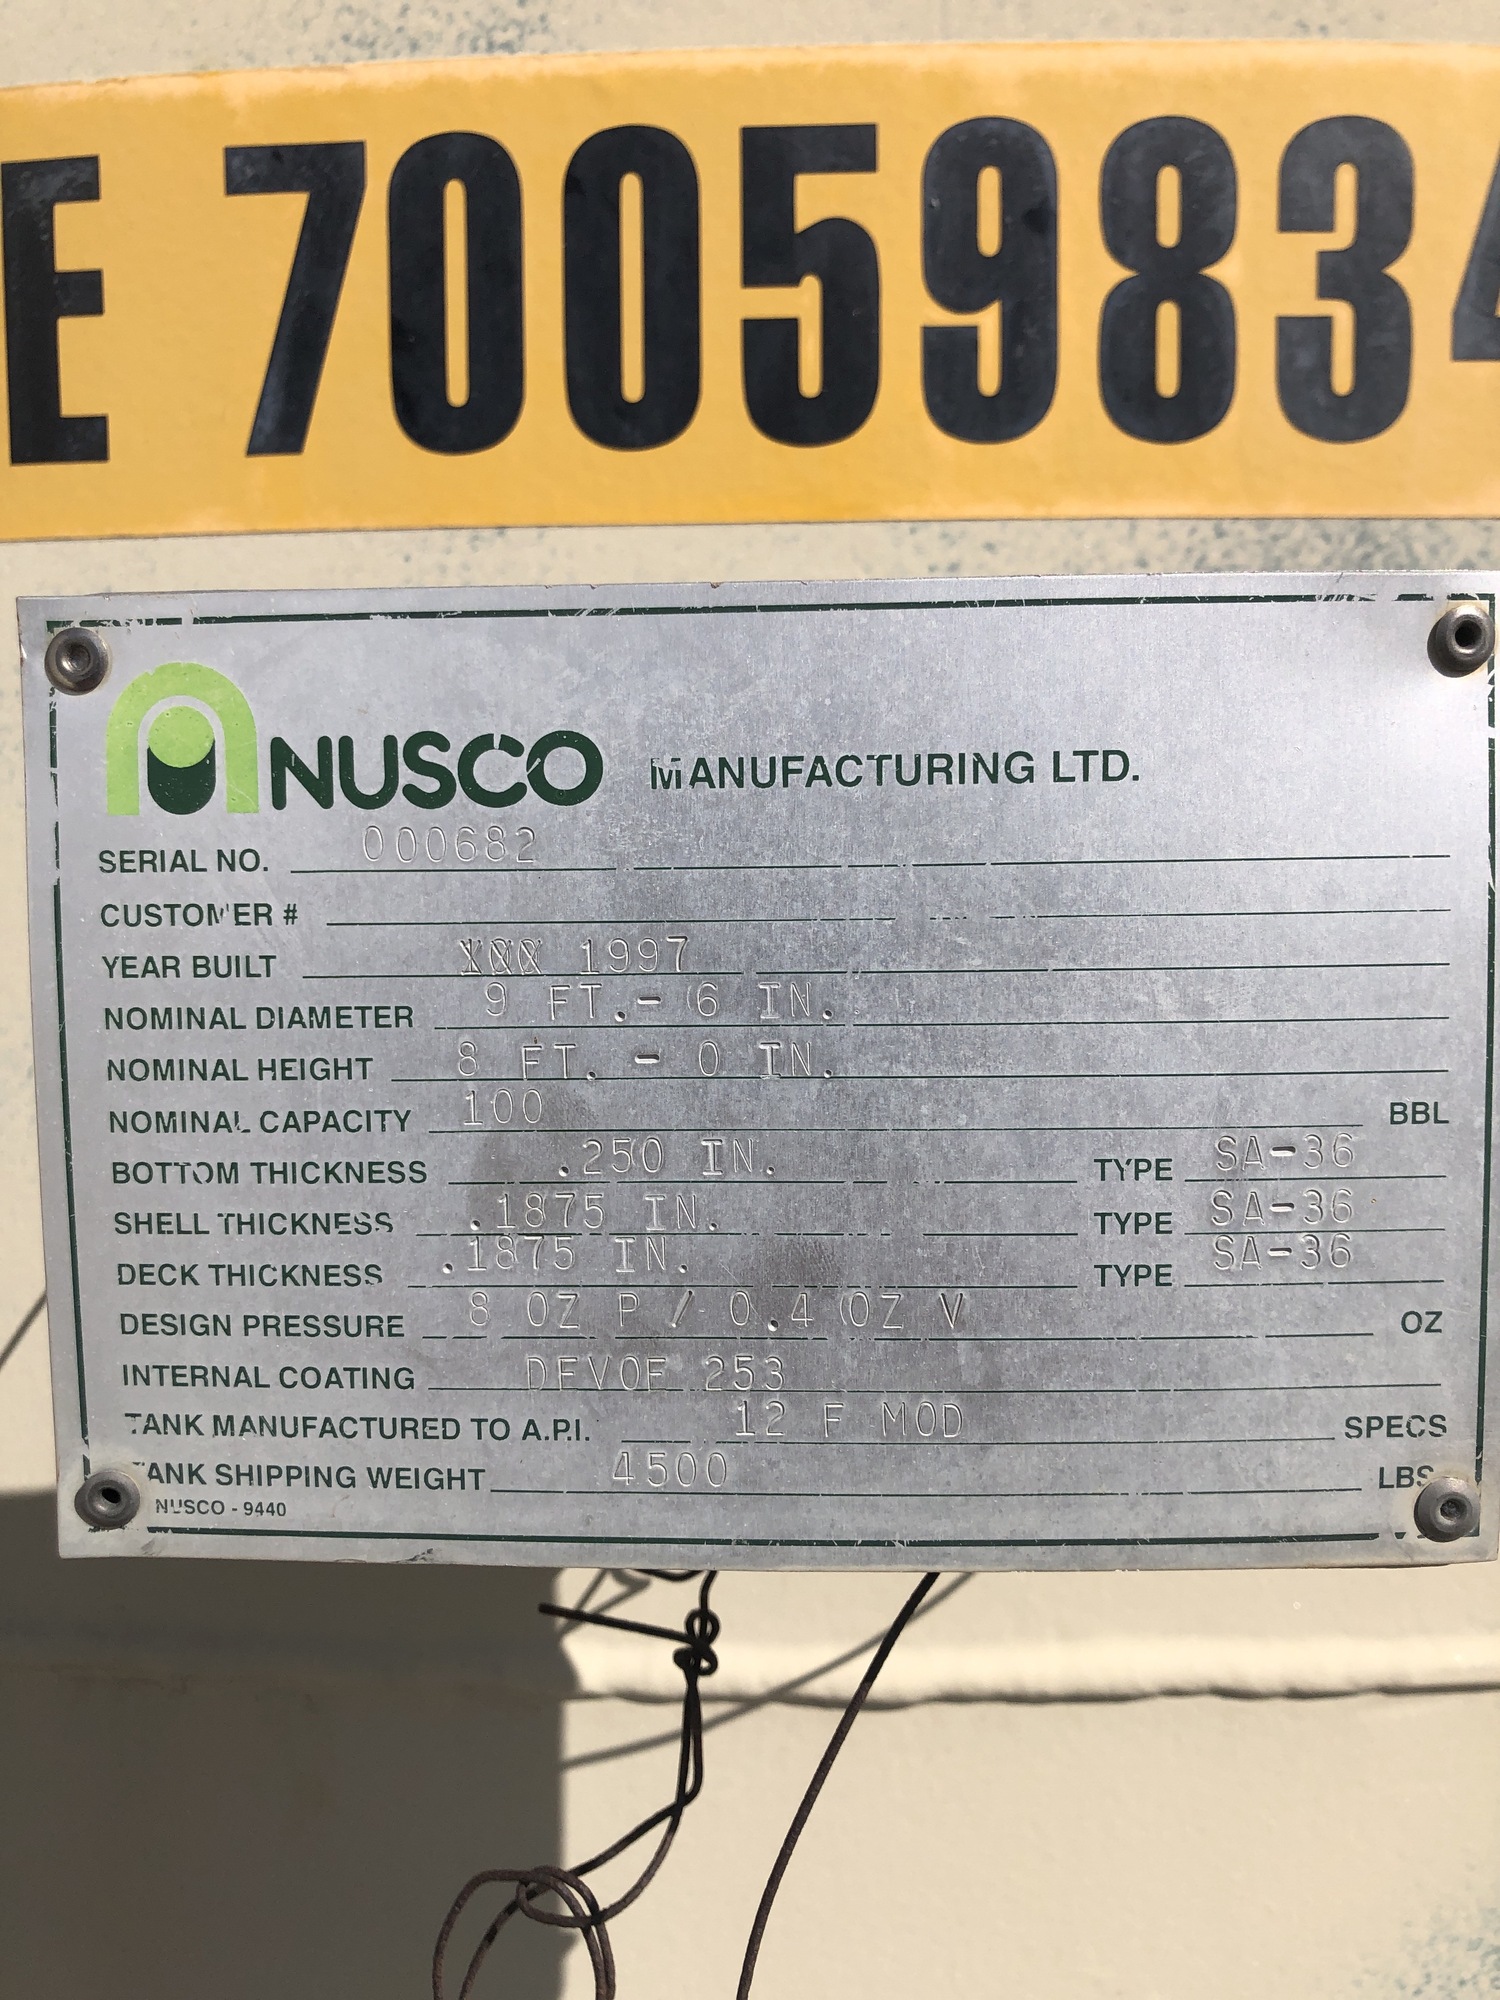 E 70059834
NUSCO MANUFACTURING LTD.
SERIAL NO. 000682
CUSTOMER #
YEAR BUILT XXX 1997
NOMINAL DIAMETER 9 FT.- 6 IN.
NOMINAL HEIGHT 8 FT. - 0 IN.
NOMINAL CAPACITY 100 BBL
BOTTOM THICKNESS .250 IN. TYPE SA-36
SHELL THICKNESS .1875 IN. TYPE SA-36
DECK THICKNESS .1875 IN. TYPE SA-36
DESIGN PRESSURE 8 OZ P / 0.4 OZ V OZ
INTERNAL COATING DEVOE 253
TANK MANUFACTURED TO A.P.I. 12 F MOD SPECS
TANK SHIPPING WEIGHT 4500 LBS
NUSCO - 9440